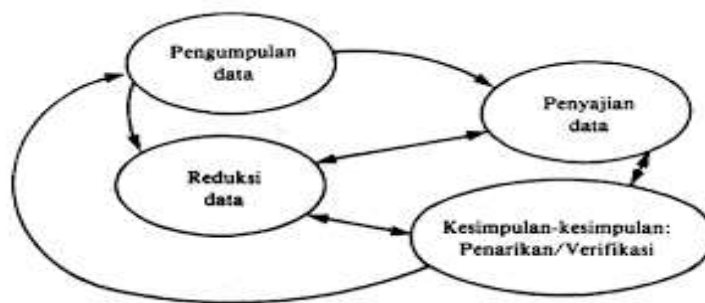 Pengumpulan
data
Penyajian
data
Reduksi
data
Kesimpulan-kesimpulan:
Penarikan/Verifikasi